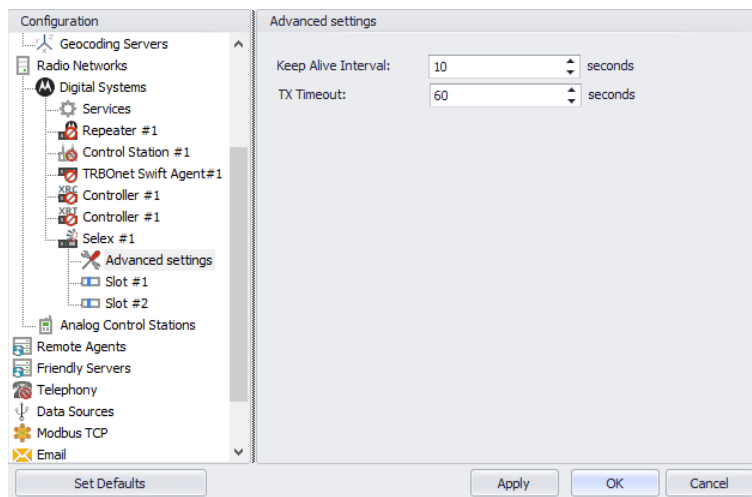 Configuration
Geocoding Servers
Radio Networks
Digital Systems
Services
Repeater #1
Control Station #1
TRBOnet Swift Agent#1
XRC
Controller #1
XRT
Controller #1
Selex #1
Advanced settings
Slot #1
Slot #2
Analog Control Stations
Remote Agents
Friendly Servers
Telephony
Data Sources
Modbus TCP
Email
Set Defaults
Advanced settings
Keep Alive Interval: 10 seconds
TX Timeout: 60 seconds
Apply OK Cancel